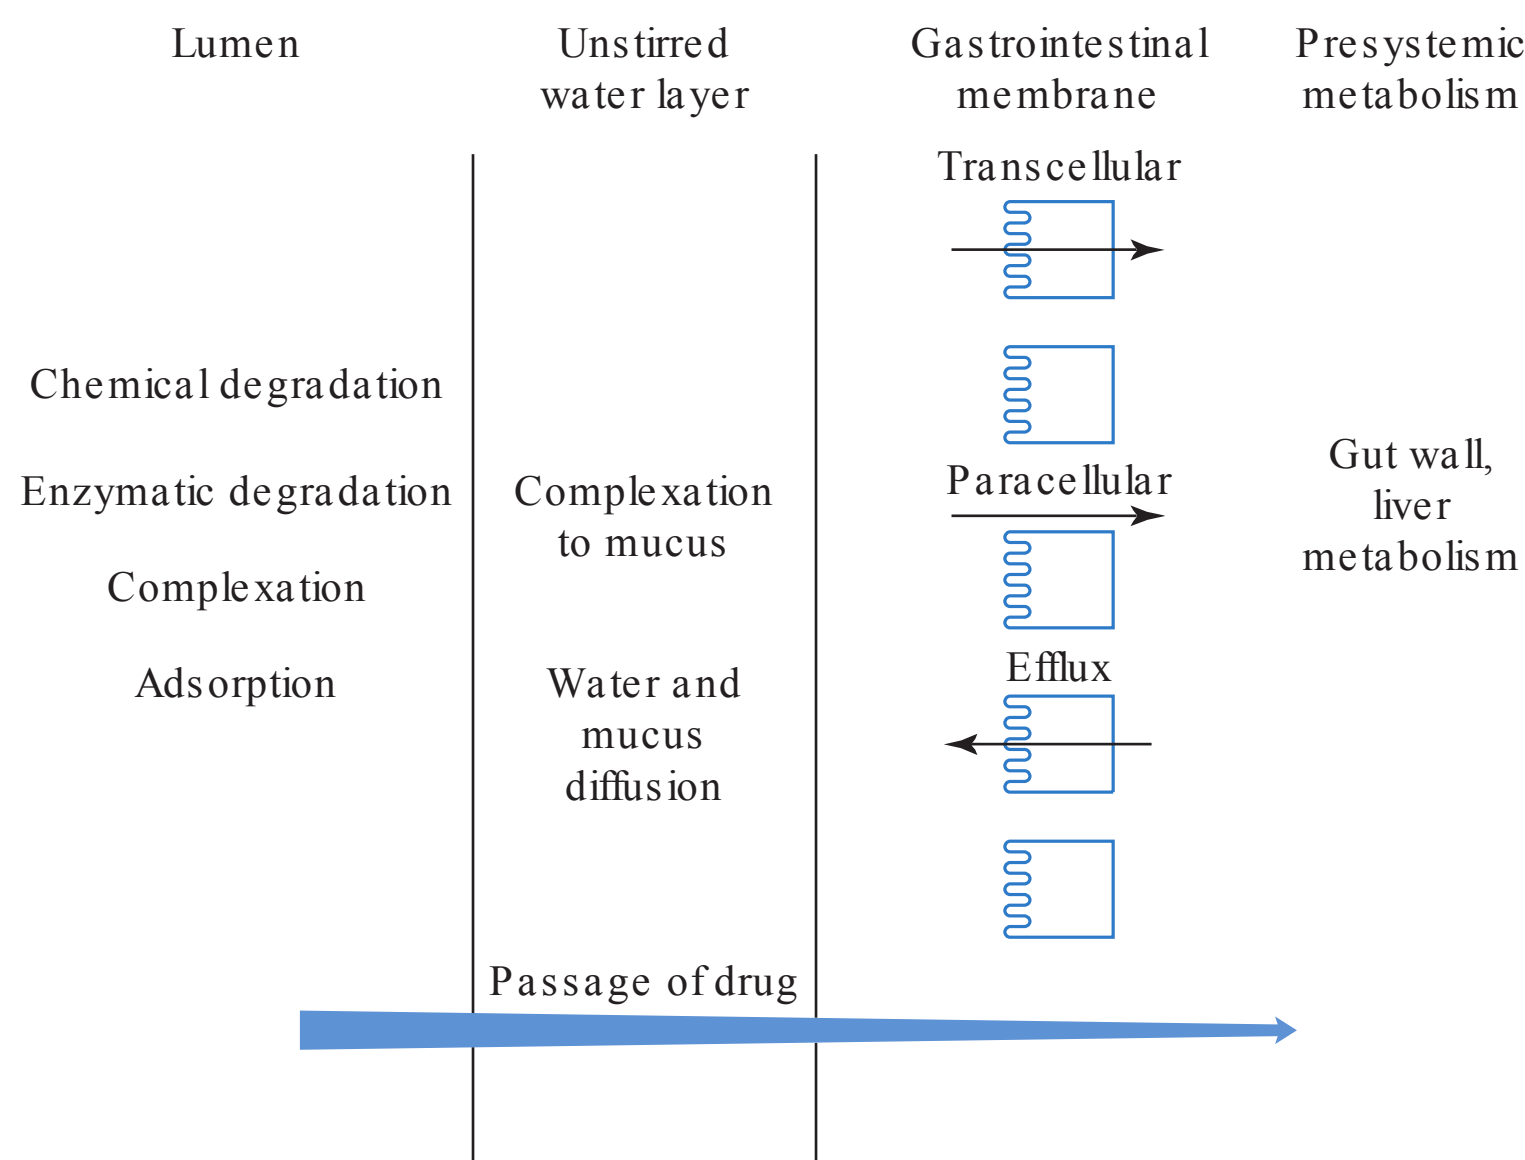 Lumen
Unstirred
water layer
Gastrointestinal
membrane
Presystemic
metabolism
Chemical degradation
Enzymatic degradation
Complexation
Adsorption
Complexation
to mucus
Water and
mucus
diffusion
Transcellular
Paracellular
Efflux
Gut wall,
liver
metabolism
Passage of drug